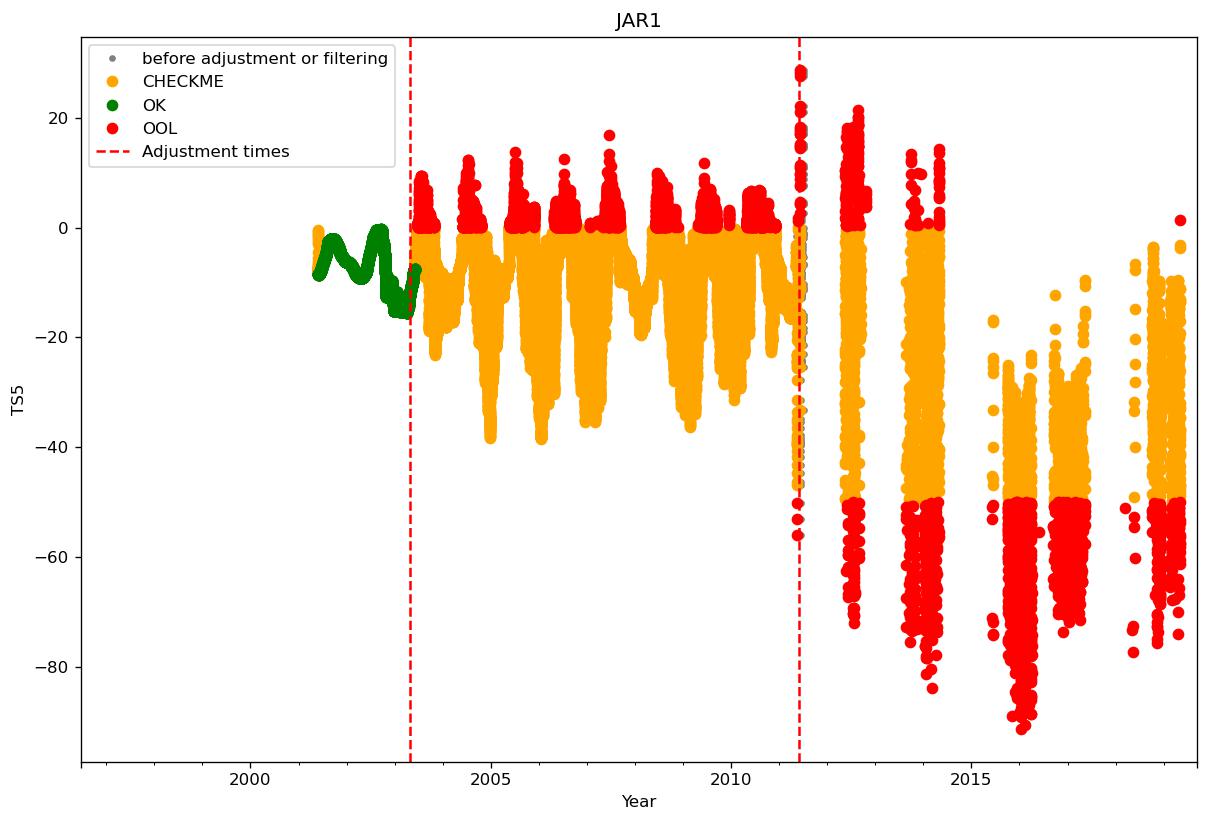 JAR1
before adjustment or filtering
CHECKME
OK
OOL
Adjustment times
20
0
−20
−40
−60
−80
TS5
2000
2005
2010
2015
Year